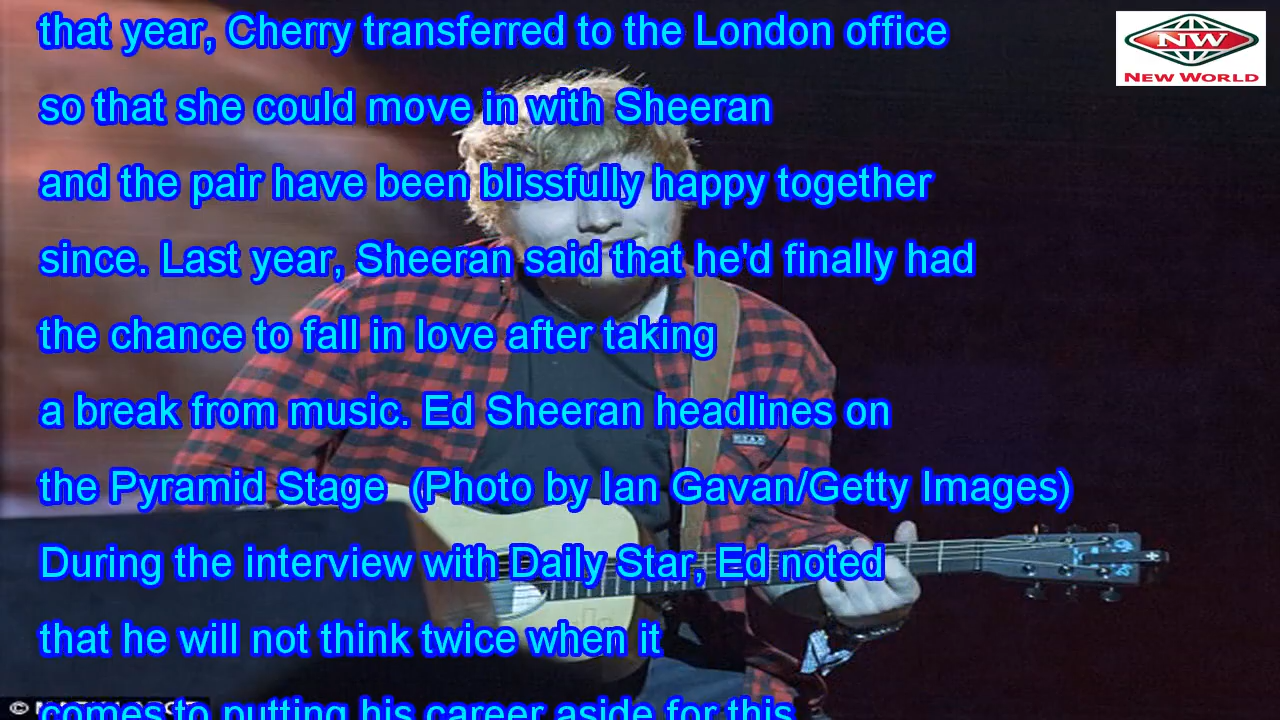 that year, Cherry transferred to the London office
NW
NEW WORLD
so that she could move in with Sheeran
and the pair have been blissfully happy together
since. Last year, Sheeran said that he'd finally had
the chance to fall in love after taking
a break from music. Ed Sheeran headlines on
the Pyramid Stage (Photo by Ian Gavan/Getty Images)
During the interview with Daily Star, Ed noted
that he will not think twice when it
comes to putting his career aside for this
©